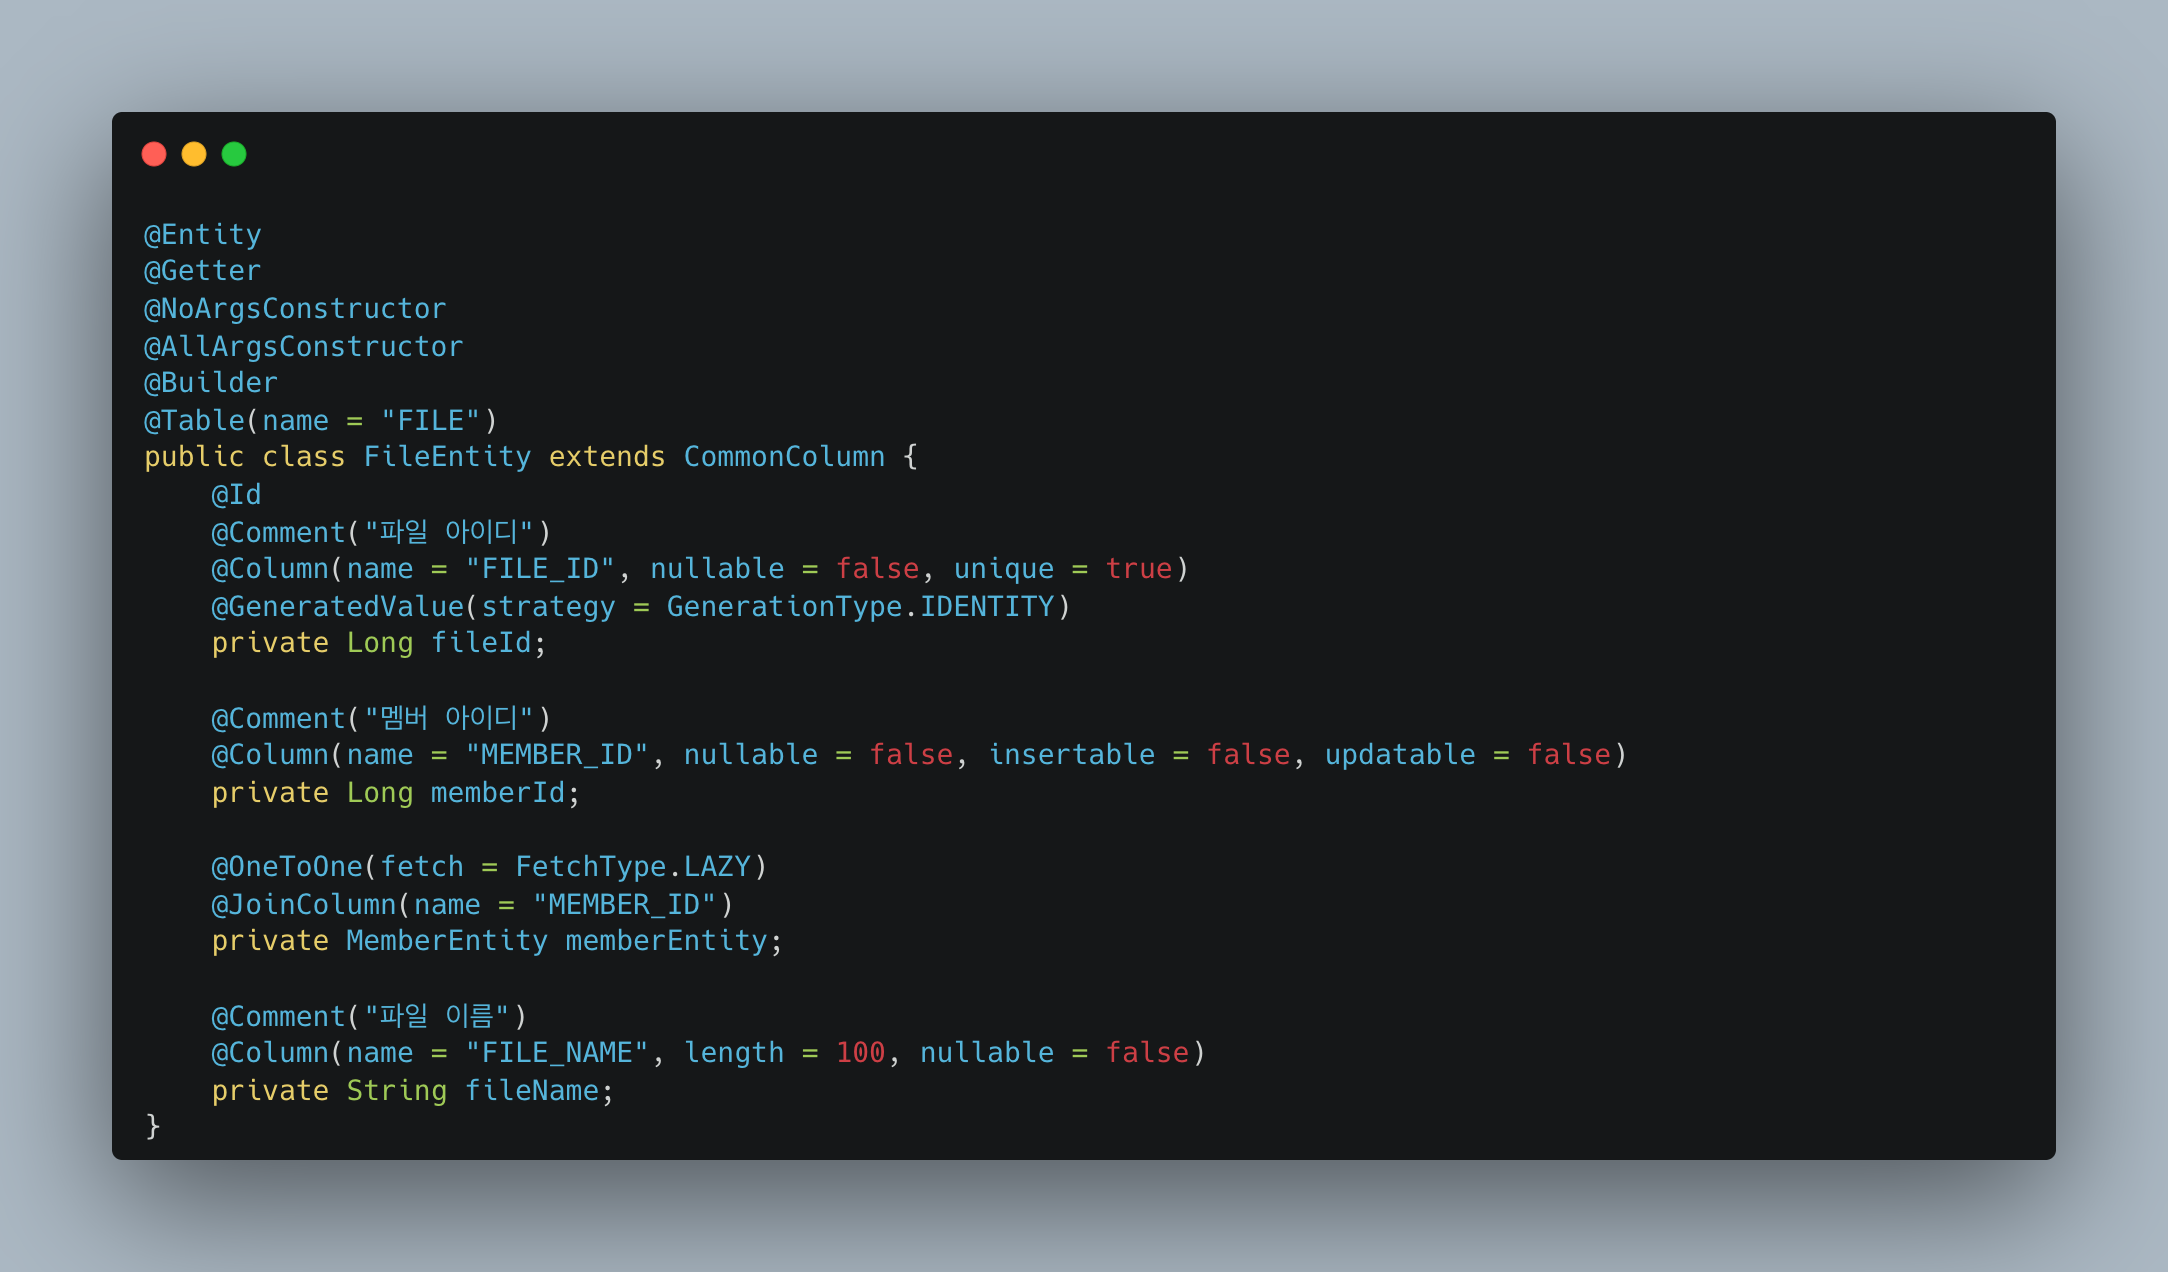 @Entity
@Getter
@NoArgsConstructor
@AllArgsConstructor
@Builder
@Table(name = "FILE")
public class FileEntity extends CommonColumn {
    @Id
    @Comment("파일 아이디")
    @Column(name = "FILE_ID", nullable = false, unique = true)
    @GeneratedValue(strategy = GenerationType.IDENTITY)
    private Long fileId;

    @Comment("멤버 아이디")
    @Column(name = "MEMBER_ID", nullable = false, insertable = false, updatable = false)
    private Long memberId;

    @OneToOne(fetch = FetchType.LAZY)
    @JoinColumn(name = "MEMBER_ID")
    private MemberEntity memberEntity;

    @Comment("파일 이름")
    @Column(name = "FILE_NAME", length = 100, nullable = false)
    private String fileName;
}